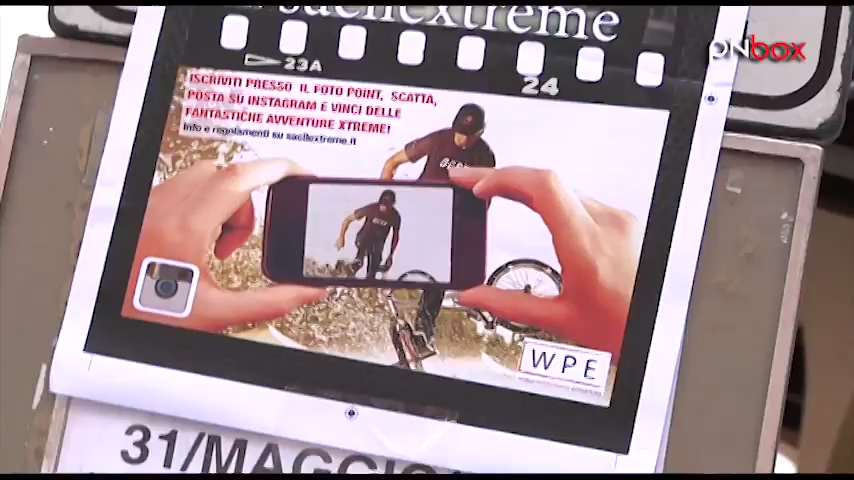 sacilextreme
PNbox
23A
24
ISCRIVITI PRESSO IL FOTO POINT, SCATTA,
POSTA SU INSTAGRAM E VINCI DELLE
FANTASTICHE AVVENTURE XTREME!
Info e regolamenti su sacilextreme.it
WPE
31/MAGGIO